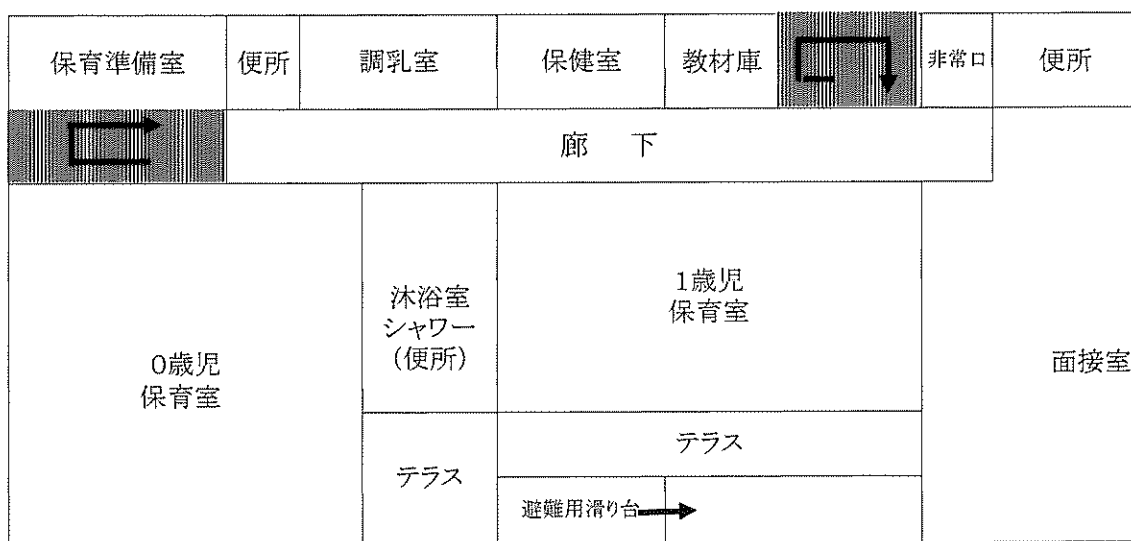 保育準備室
便所
調乳室
保健室
教材庫
非常口
便所
廊 下
0歳児
保育室
沐浴室
シャワー
(便所)
1歳児
保育室
面接室
テラス
テラス
避難用滑り台